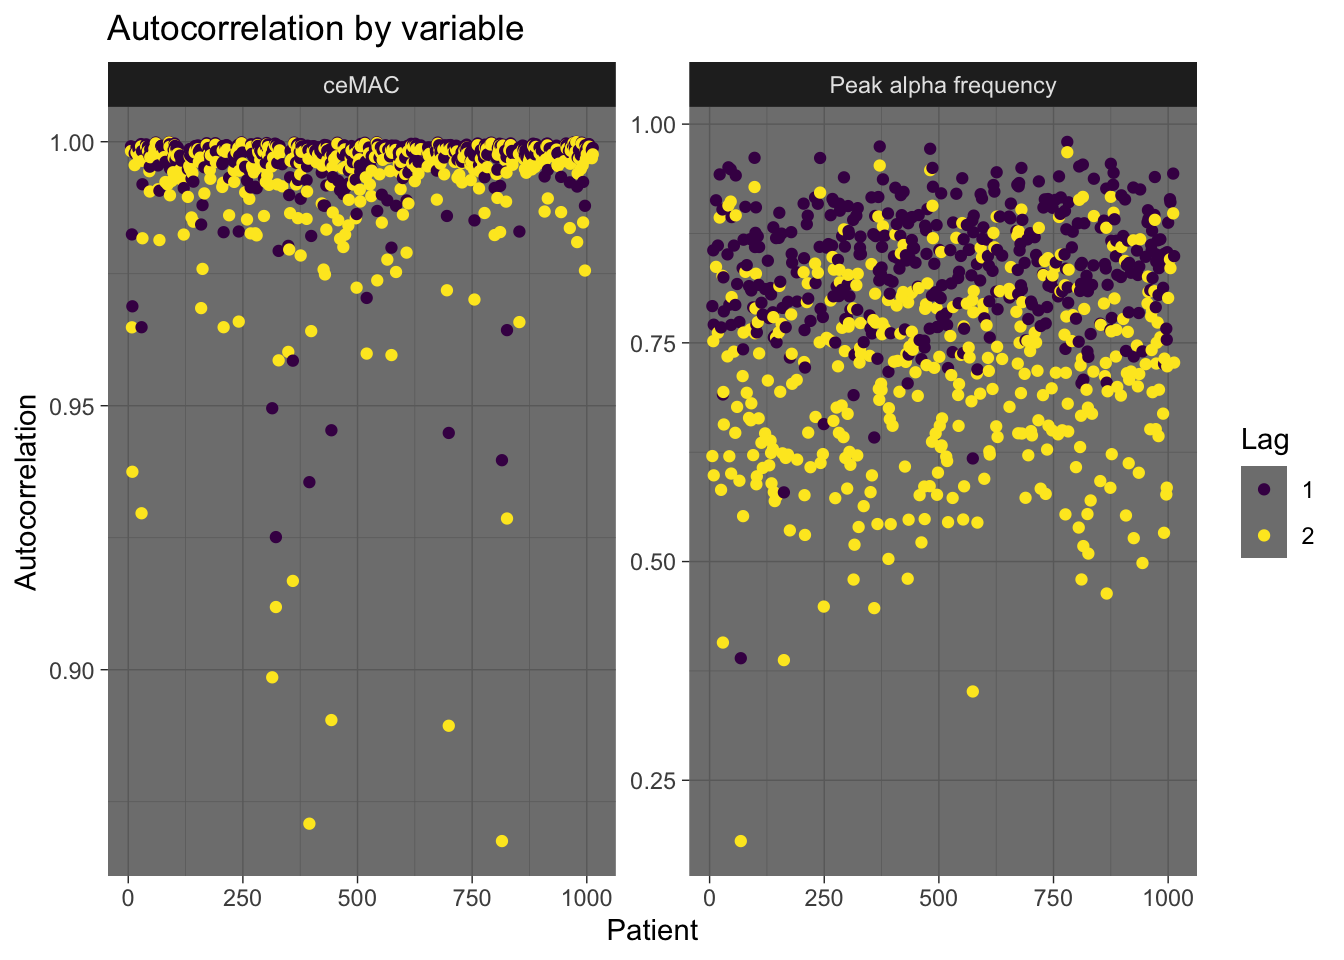 Autocorrelation by variable
ceMAC
Peak alpha frequency
Autocorrelation
1.00
0.95
0.90
1.00
0.75
0.50
0.25
0 250 500 750 1000
0 250 500 750 1000
Patient
Lag
1
2